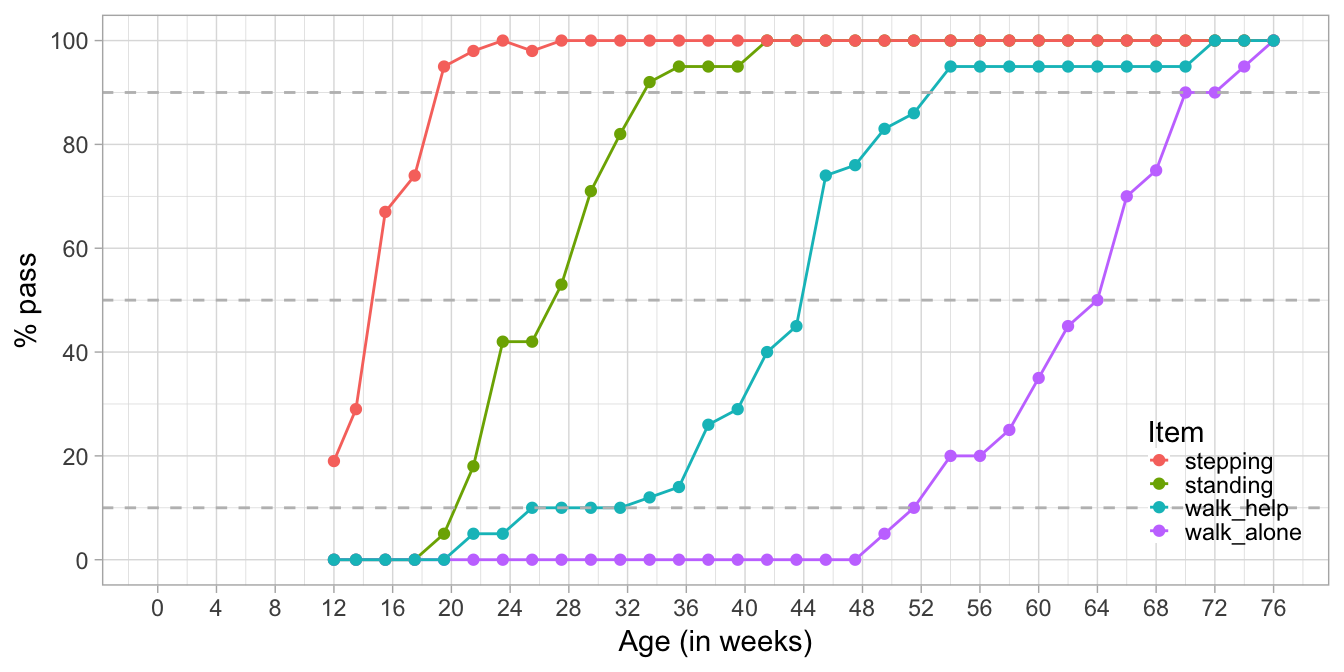 100
80
60
40
20
0
% pass
Item
stepping
standing
walk_help
walk_alone
0 4 8 12 16 20 24 28 32 36 40 44 48 52 56 60 64 68 72 76
Age (in weeks)